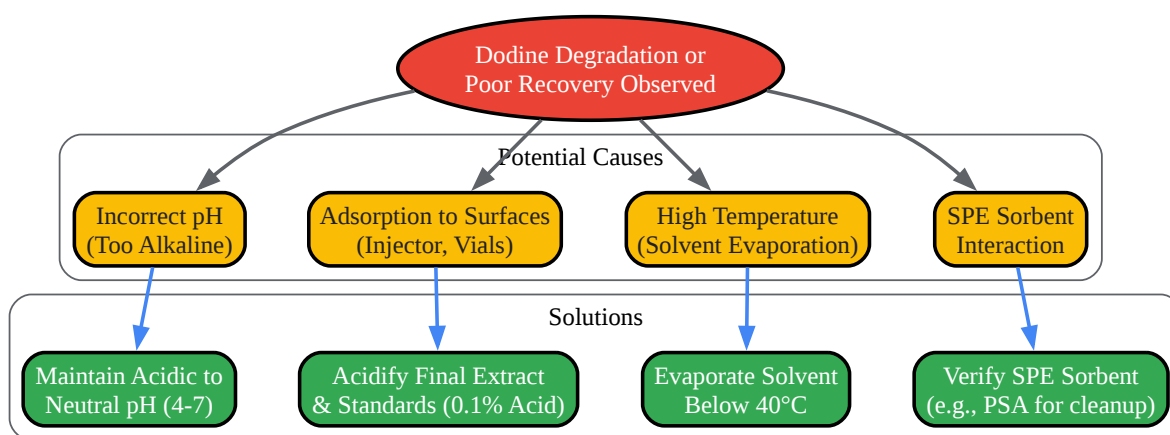 Dodine Degradation or
Poor Recovery Observed
Potential Causes
Incorrect pH
(Too Alkaline)
Adsorption to Surfaces
(Injector, Vials)
High Temperature
(Solvent Evaporation)
SPE Sorbent
Interaction
Solutions
Maintain Acidic to
Neutral pH (4-7)
Acidify Final Extract
& Standards (0.1% Acid)
Evaporate Solvent
Below 40°C
Verify SPE Sorbent
(e.g., PSA for cleanup)